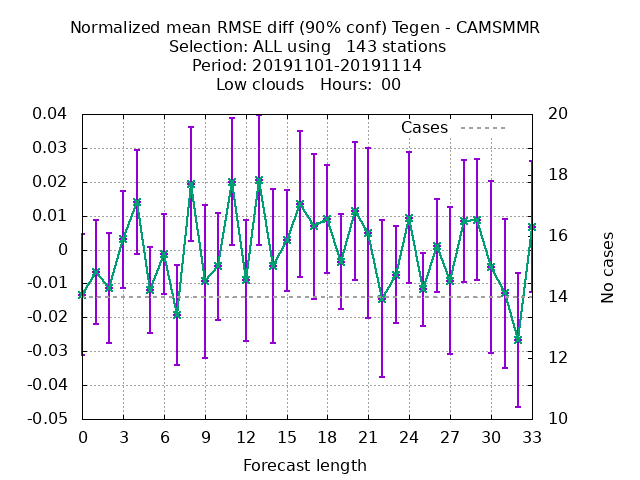 Normalized mean RMSE diff (90% conf) Tegen - CAMSMMR
Selection: ALL using   143 stations
Period: 20191101-20191114
Low clouds   Hours:  00
Cases
0.04
0.03
0.02
0.01
0
-0.01
-0.02
-0.03
-0.04
-0.05
20
18
16
14
12
10
No cases
0 3 6 9 12 15 18 21 24 27 30 33
Forecast length